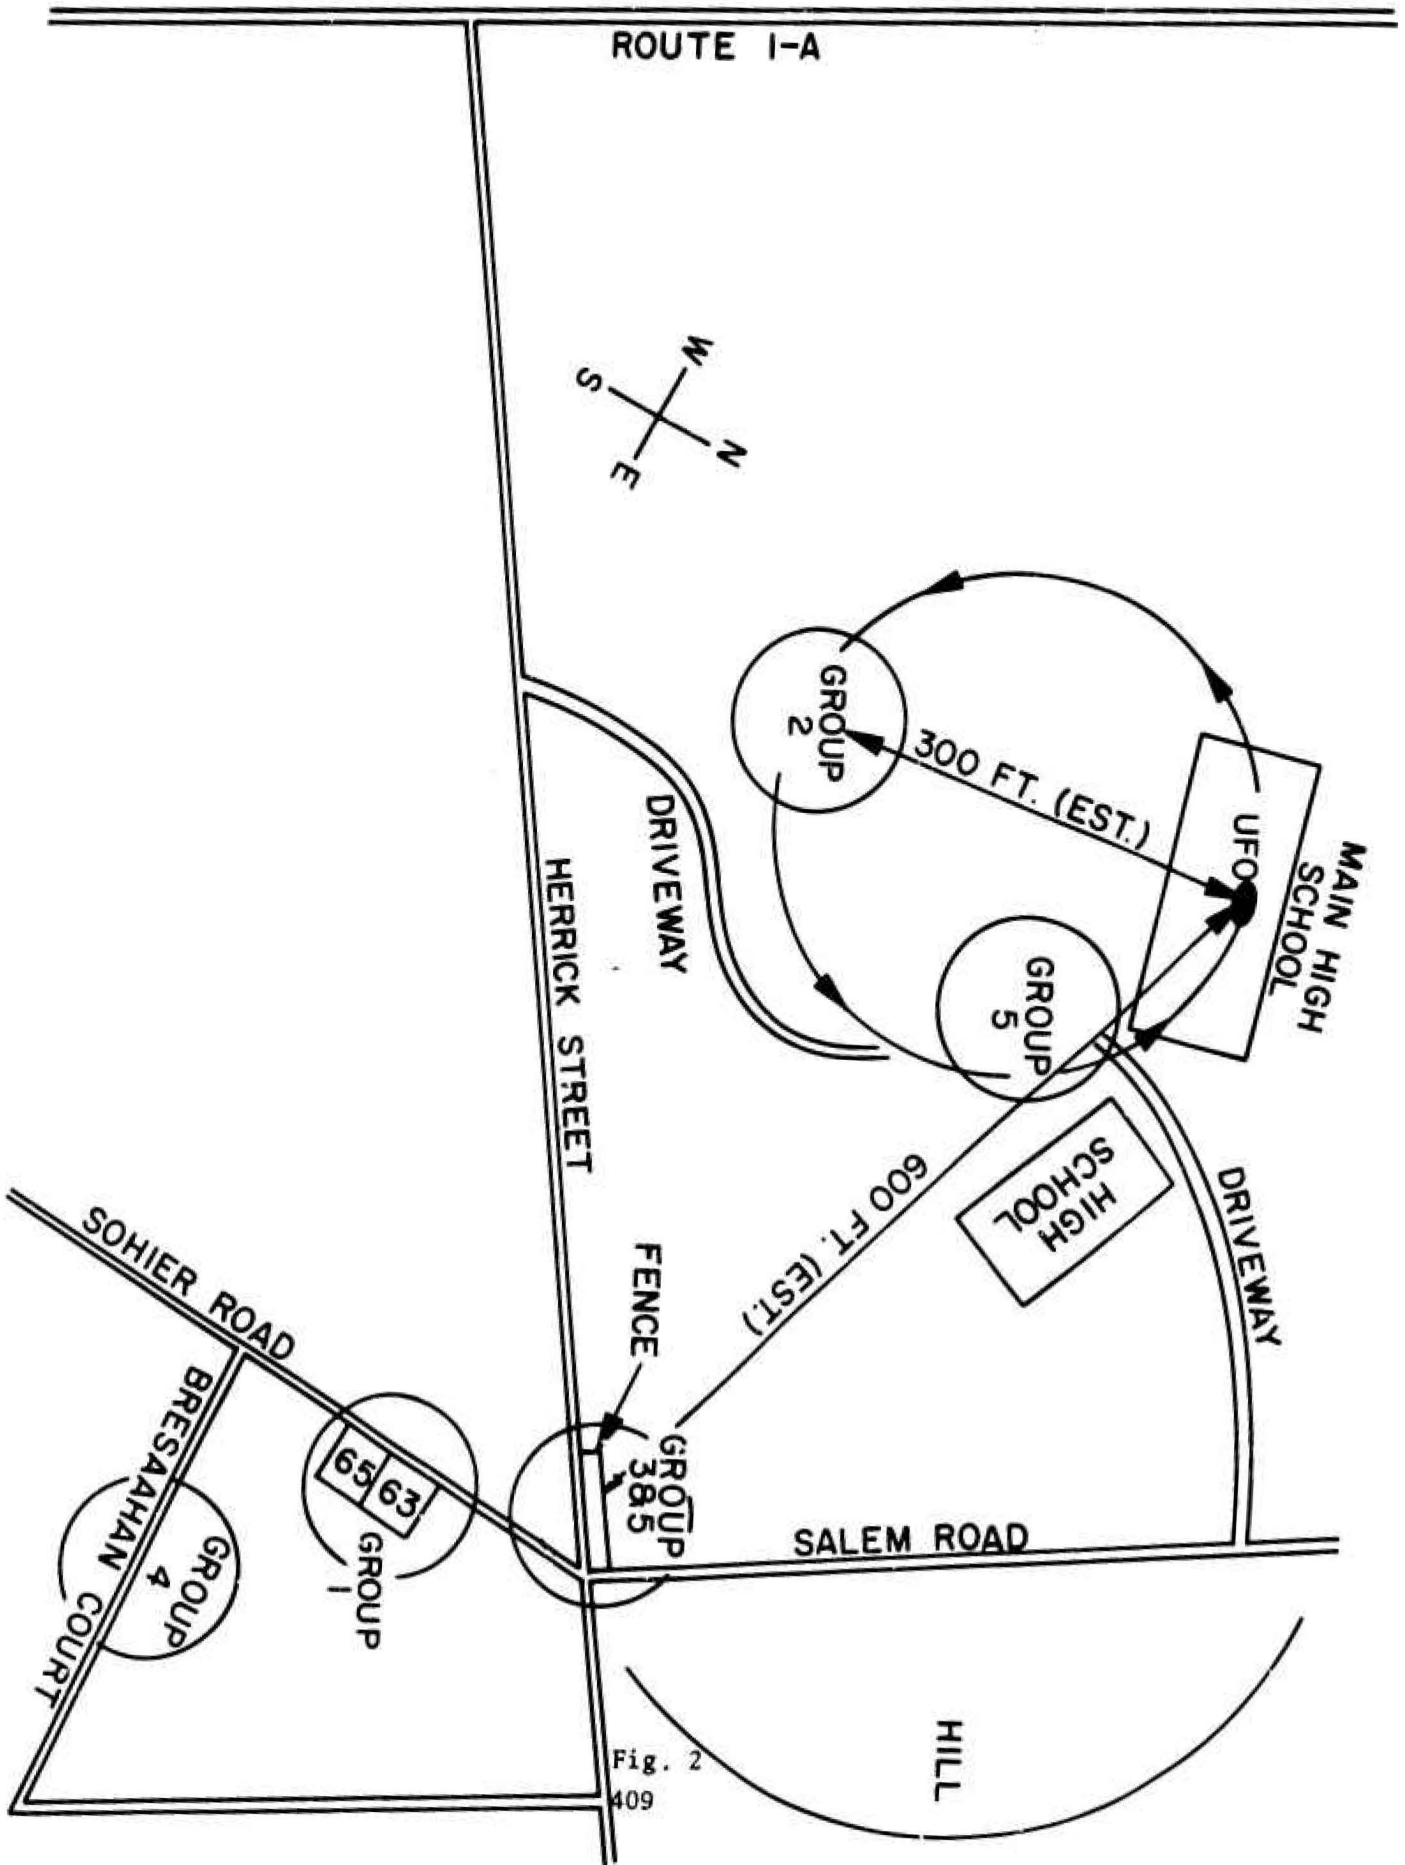 ROUTE 1-A
W
S
N
E
GROUP
2
300 FT. (EST.)
UFO
MAIN HIGH
SCHOOL
DRIVEWAY
HERRICK STREET
GROUP
5
HIGH
SCHOOL
DRIVEWAY
600 FT. (EST.)
FENCE
SOHIER ROAD
BRESAAHAN COURT
65
63
GROUP
1
GROUP
4
GROUP
3&5
SALEM ROAD
HILL
Fig. 2
409